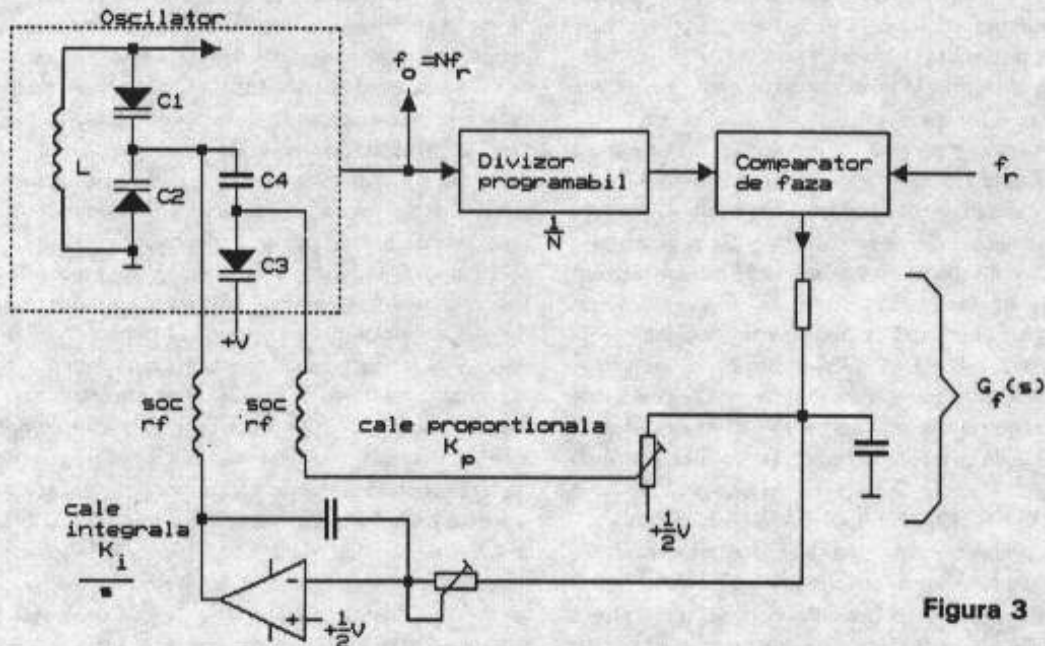 Oscilator
f_o=Nf_r
C1
L
C2
C4
C3
+V
Divizor
programabil
1/N
Comparator
de faza
f_r
G_f(s)
soc
rf
soc
rf
cale proportionala
K_p
+1/2V
cale
integrala
K_i
s
-
+
+1/2V
Figura 3